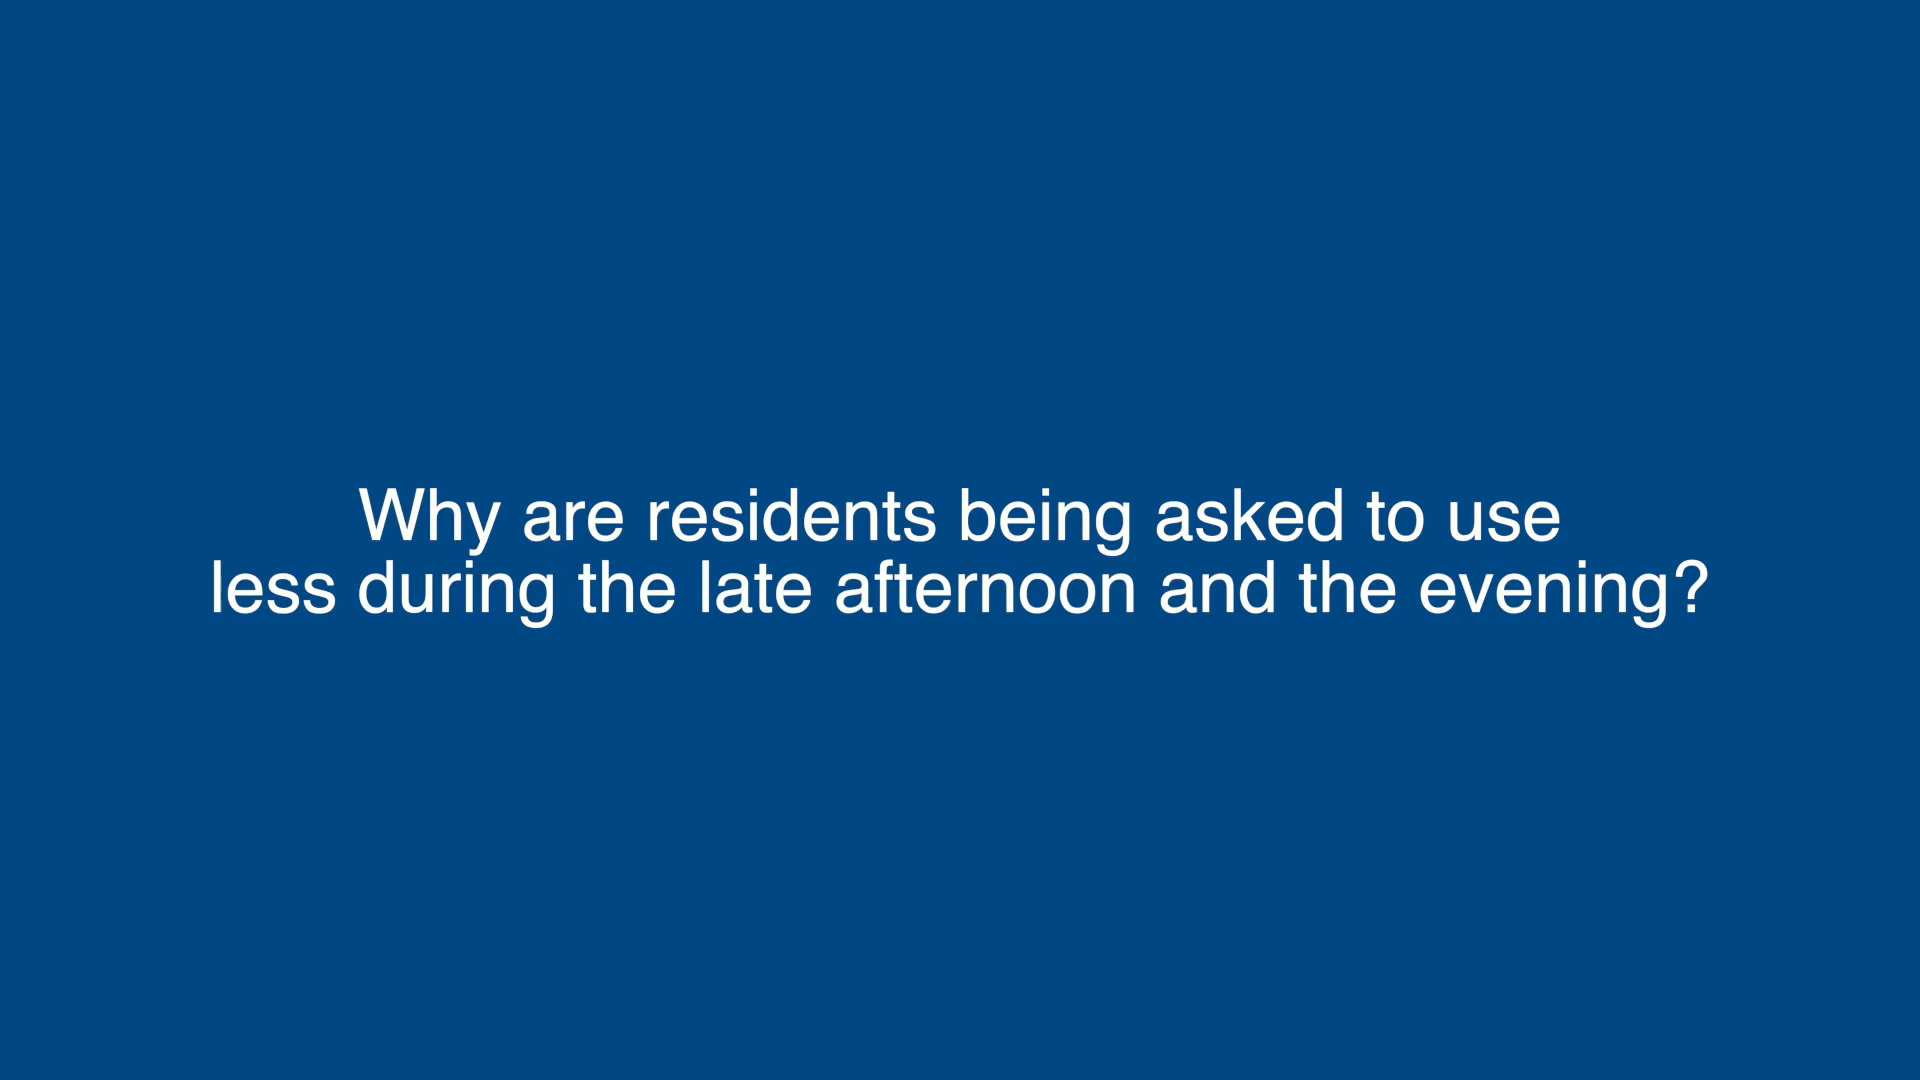 Why are residents being asked to use
less during the late afternoon and the evening?